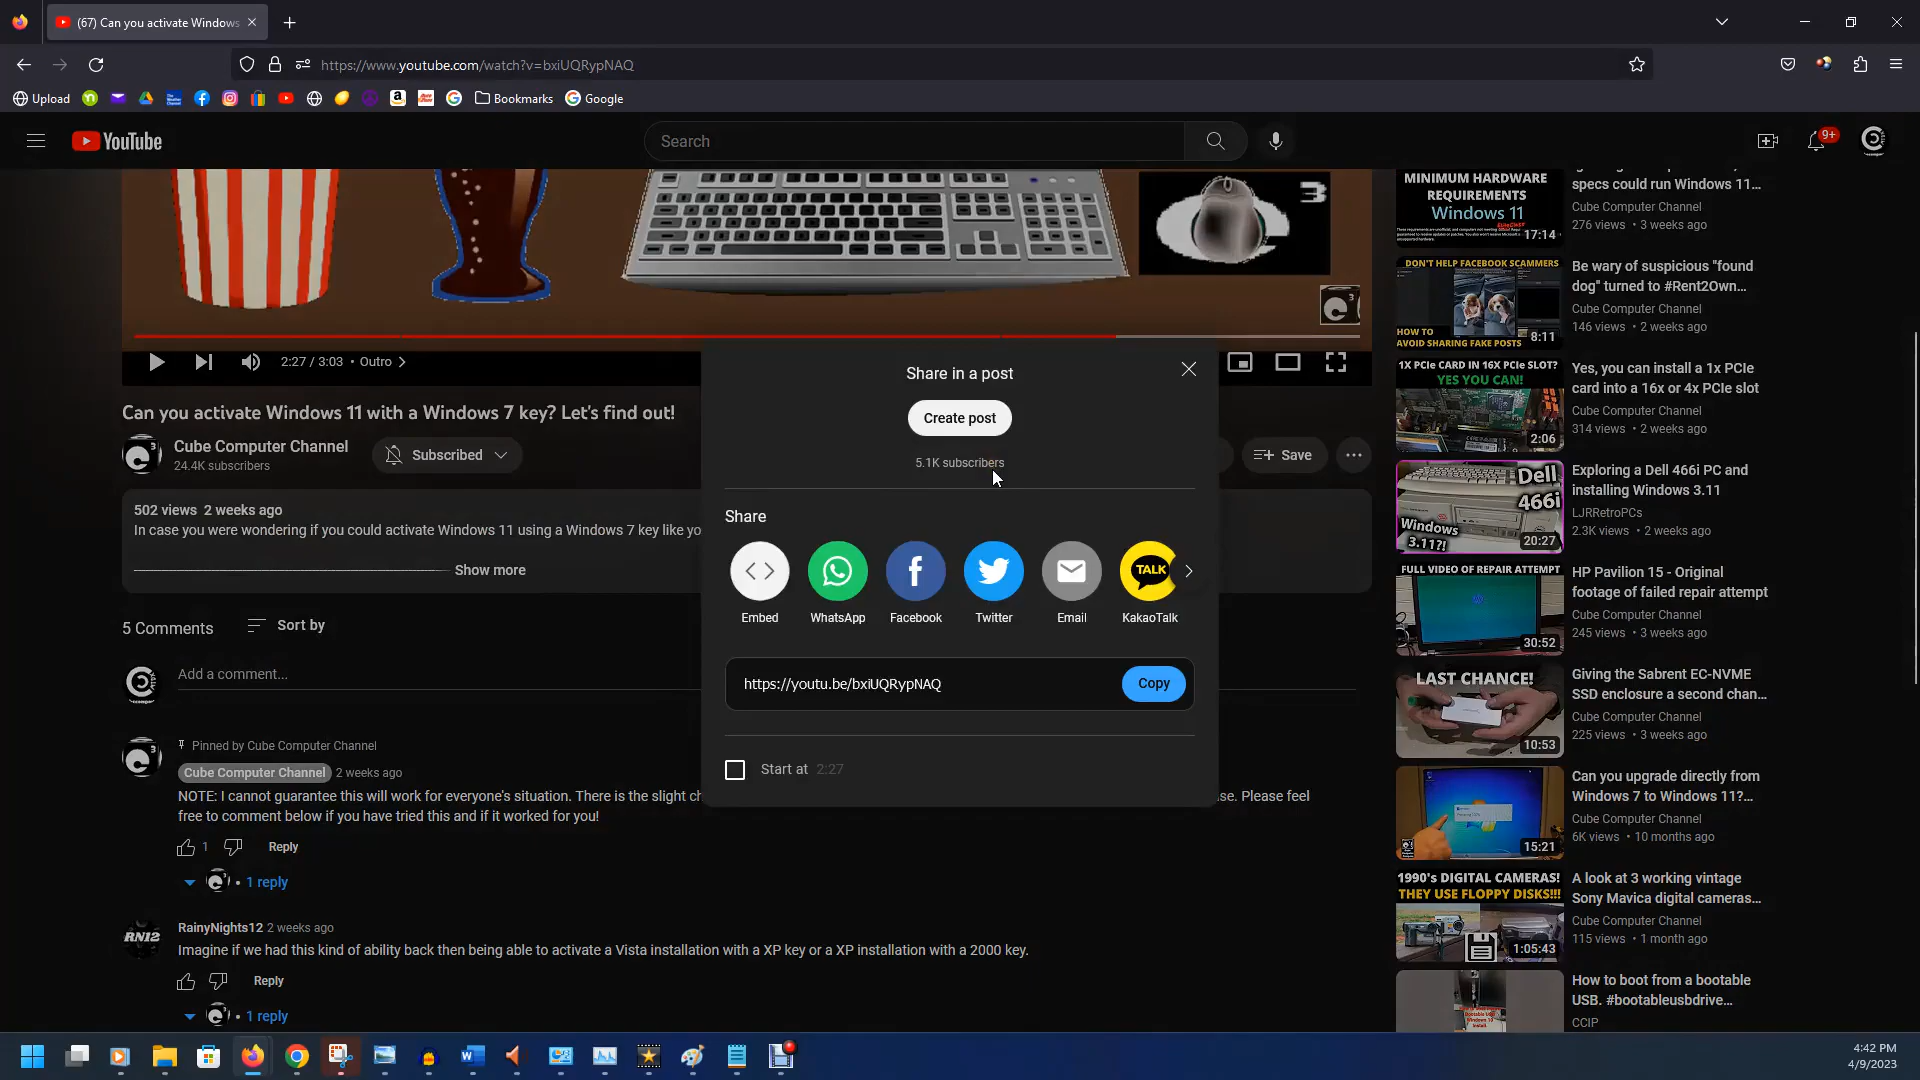 (67) Can you activate Windows
https://www.youtube.com/watch?v=bxiUQRypNAQ
Upload
Bookmarks
Google
YouTube
Search
9+
3
2:27 / 3:03 • Outro
Share in a post
Create post
5.1K subscribers
Share
Embed
WhatsApp
Facebook
Twitter
Email
TALK
KakaoTalk
https://youtu.be/bxiUQRypNAQ
Copy
Start at 2:27
Can you activate Windows 11 with a Windows 7 key? Let's find out!
Cube Computer Channel
24.4K subscribers
Subscribed
Save
502 views 2 weeks ago
In case you were wondering if you could activate Windows 11 using a Windows 7 key like yo
Show more
5 Comments
Sort by
Add a comment...
Pinned by Cube Computer Channel
Cube Computer Channel 2 weeks ago
NOTE: I cannot guarantee this will work for everyone's situation. There is the slight ch se. Please feel
free to comment below if you have tried this and if it worked for you!
1
Reply
• 1 reply
RN12
RainyNights12 2 weeks ago
Imagine if we had this kind of ability back then being able to activate a Vista installation with a XP key or a XP installation with a 2000 key.
Reply
• 1 reply
MINIMUM HARDWARE
REQUIREMENTS
Windows 11
17:14
specs could run Windows 11...
Cube Computer Channel
276 views • 3 weeks ago
DON'T HELP FACEBOOK SCAMMERS
HOW TO
AVOID SHARING FAKE POSTS
8:11
Be wary of suspicious "found
dog" turned to #Rent2Own...
Cube Computer Channel
146 views • 2 weeks ago
1X PCIe CARD IN 16X PCIe SLOT?
YES YOU CAN!
2:06
Yes, you can install a 1x PCIe
card into a 16x or 4x PCIe slot
Cube Computer Channel
314 views • 2 weeks ago
Dell
466i
Windows
3.11?!
20:27
Exploring a Dell 466i PC and
installing Windows 3.11
LJRRetroPCs
2.3K views • 2 weeks ago
FULL VIDEO OF REPAIR ATTEMPT
30:52
HP Pavilion 15 - Original
footage of failed repair attempt
Cube Computer Channel
245 views • 3 weeks ago
LAST CHANCE!
10:53
Giving the Sabrent EC-NVME
SSD enclosure a second chan...
Cube Computer Channel
225 views • 3 weeks ago
15:21
Can you upgrade directly from
Windows 7 to Windows 11?...
Cube Computer Channel
6K views • 10 months ago
1990's DIGITAL CAMERAS!
THEY USE FLOPPY DISKS!!!
1:05:43
A look at 3 working vintage
Sony Mavica digital cameras...
Cube Computer Channel
115 views • 1 month ago
How to boot from a bootable
USB. #bootableusbdrive...
CCIP
4:42 PM
4/9/2023